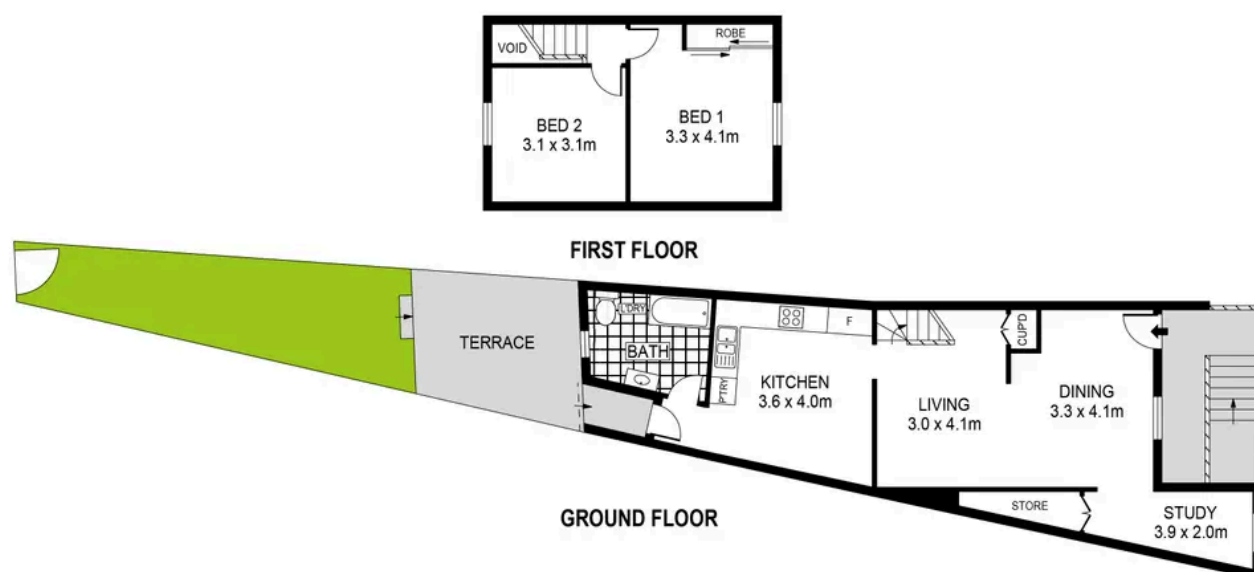 VOID
ROBE
BED 2
3.1 x 3.1m
BED 1
3.3 x 4.1m
FIRST FLOOR
TERRACE
L'DRY
BATH
P'TRY
F
KITCHEN
3.6 x 4.0m
CUP'D
LIVING
3.0 x 4.1m
DINING
3.3 x 4.1m
STORE
STUDY
3.9 x 2.0m
GROUND FLOOR